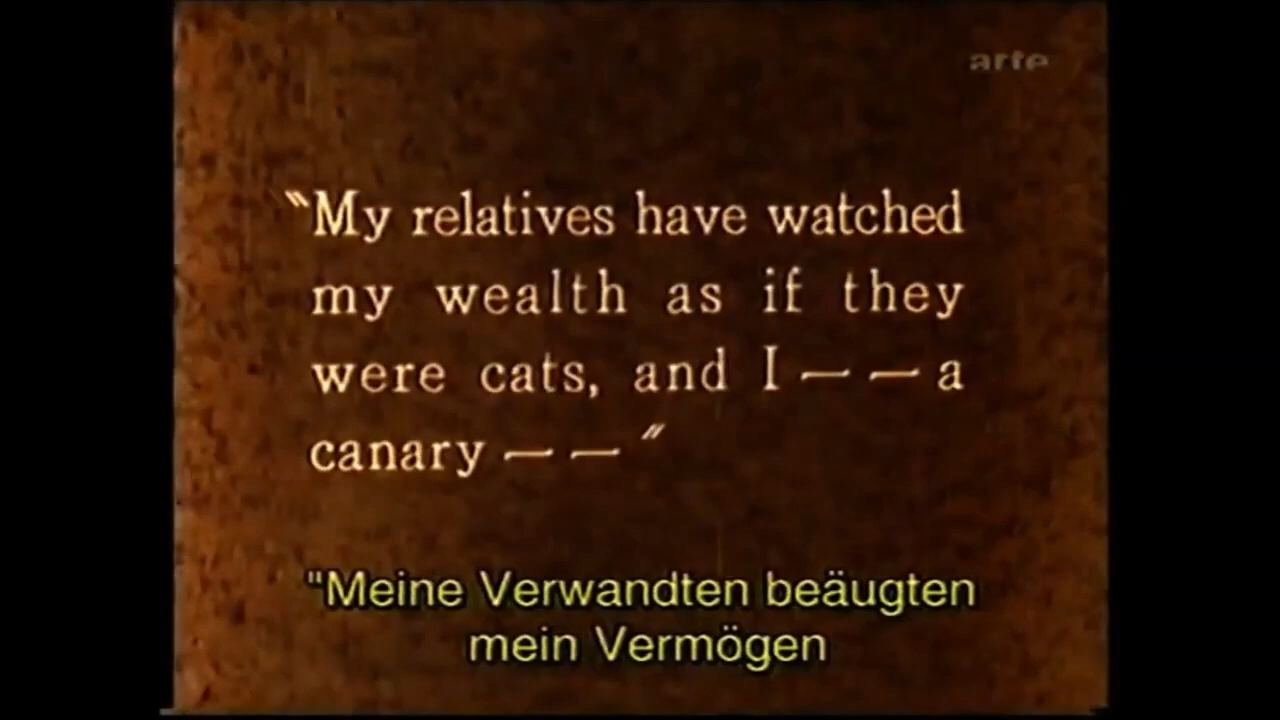 arte
"My relatives have watched
my wealth as if they
were cats, and I — — a
canary — — "
"Meine Verwandten beäugten
mein Vermögen